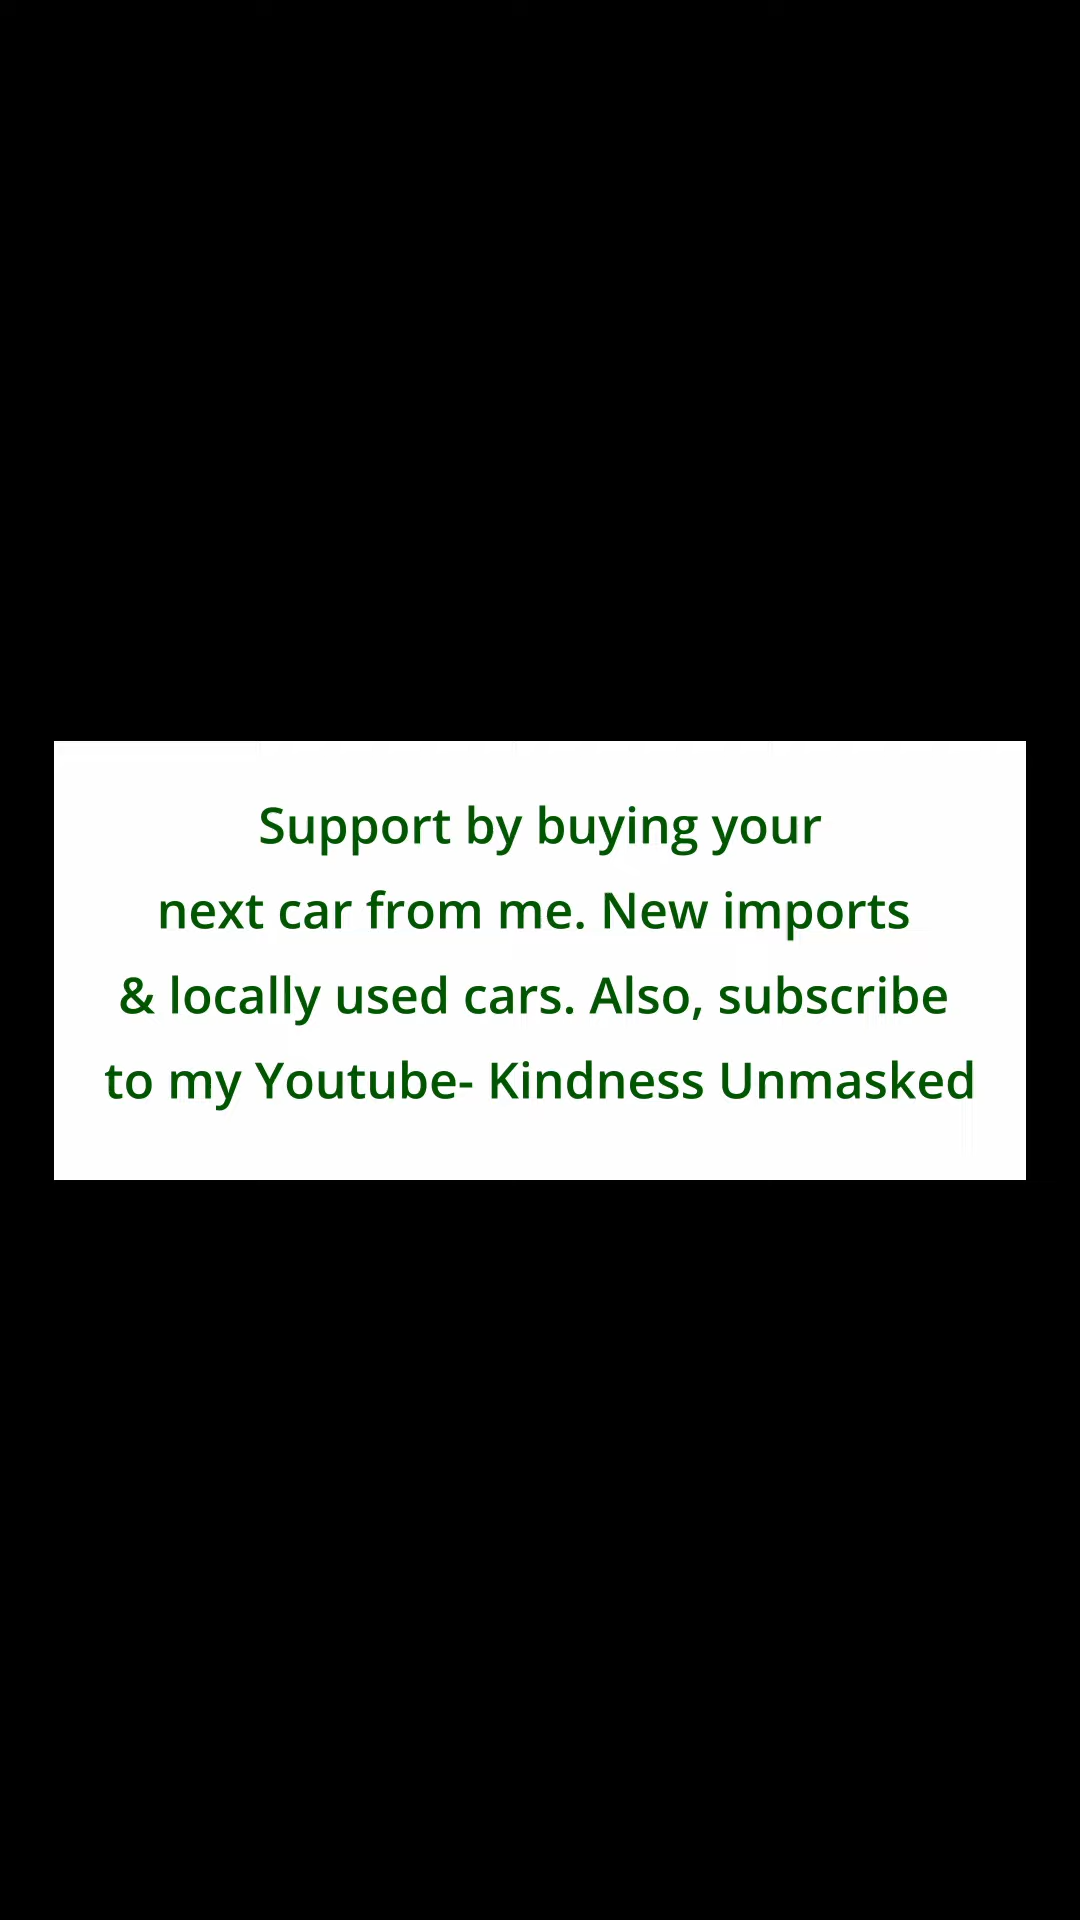 Support by buying your
next car from me. New imports
& locally used cars. Also, subscribe
to my Youtube- Kindness Unmasked